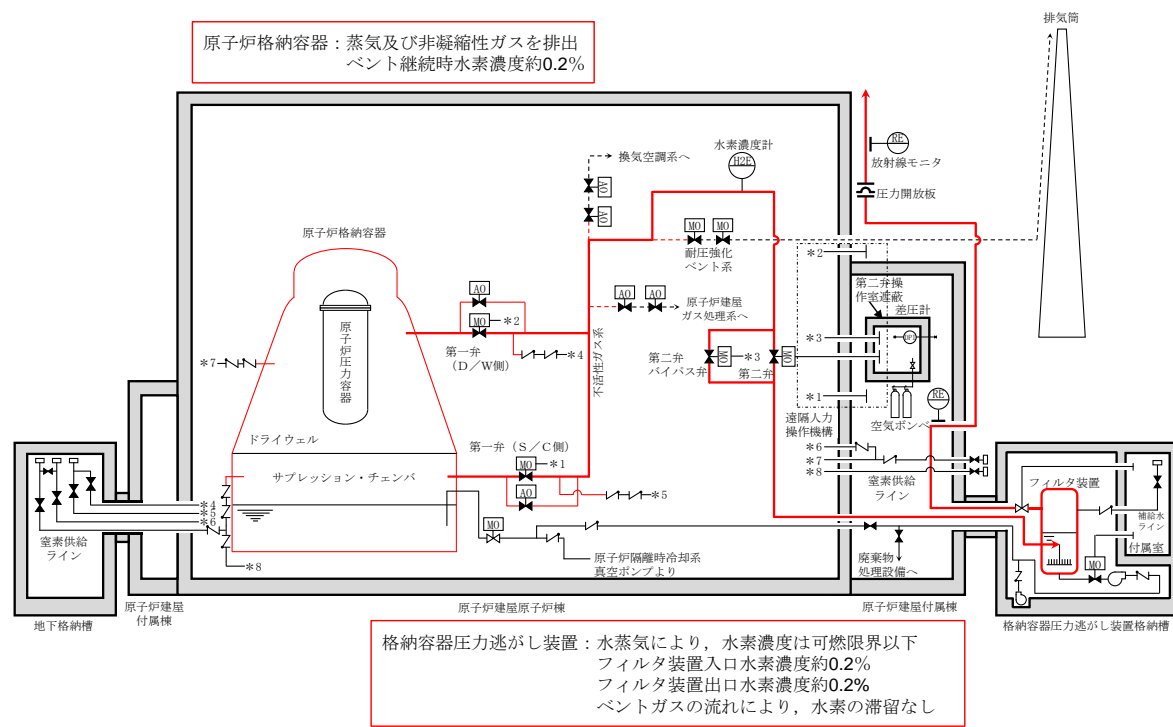 排気筒
原子炉格納容器：蒸気及び非凝縮性ガスを排出
ベント継続時水素濃度約0.2%
水素濃度計
H2E
RE
放射線モニタ
換気空調系へ
AO
AO
圧力開放板
原子炉格納容器
MO
MO
耐圧強化
ベント系
＊2
第二弁操
作室遮蔽
差圧計
AO
AO
AO
原子炉建屋
ガス処理系へ
MO
＊2
原子炉圧力容器
第一弁
（D／W側）
＊4
不活性ガス系
＊3
DPI
＊7
第二弁
バイパス弁
MO
＊3
第二弁
MO
＊1
RE
空気ボンベ
遠隔人力
操作機構
ドライウェル
第一弁（S／C側）
＊6
MO
＊1
＊7
サプレッション・チェンバ
＊8
AO
＊5
窒素供給
ライン
フィルタ装置
＊4
＊5
＊6
補給水
ライン
MO
付属室
窒素供給
ライン
＊8
原子炉隔離時冷却系
真空ポンプより
廃棄物
処理設備へ
MO
地下格納槽
原子炉建屋
付属棟
原子炉建屋原子炉棟
原子炉建屋付属棟
格納容器圧力逃がし装置格納槽
格納容器圧力逃がし装置：水蒸気により，水素濃度は可燃限界以下
フィルタ装置入口水素濃度約0.2%
フィルタ装置出口水素濃度約0.2%
ベントガスの流れにより，水素の滞留なし